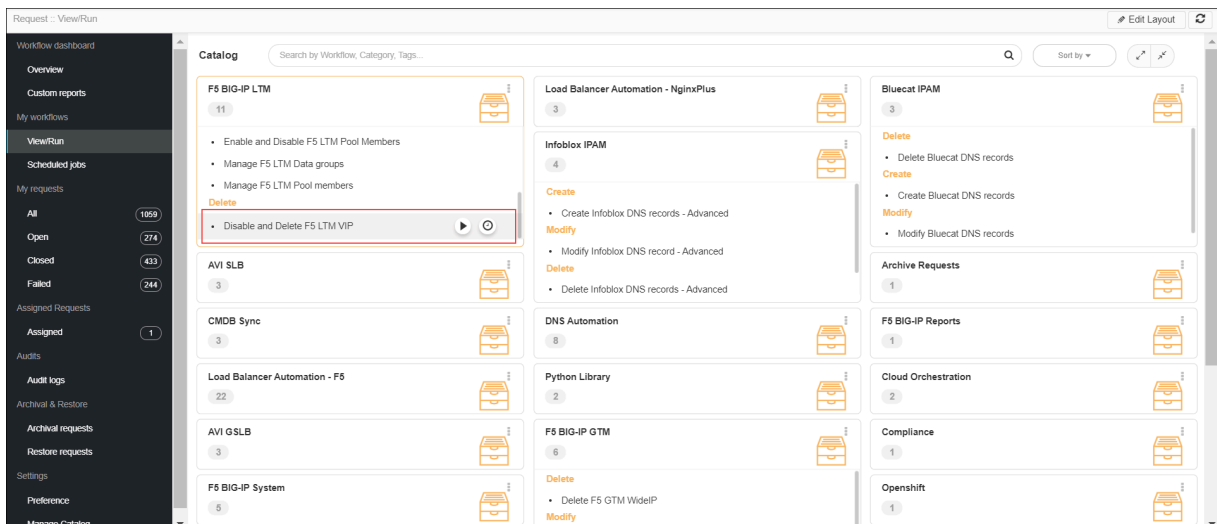 Request :: View/Run
Edit Layout
Workflow dashboard
Overview
Custom reports
My workflows
View/Run
Scheduled jobs
My requests
All 1059
Open 274
Closed 433
Failed 244
Assigned Requests
Assigned 1
Audits
Audit logs
Archival & Restore
Archival requests
Restore requests
Settings
Preference
Manage Catalog
Catalog
Search by Workflow, Category, Tags...
Sort by
F5 BIG-IP LTM
11
Enable and Disable F5 LTM Pool Members
Manage F5 LTM Data groups
Manage F5 LTM Pool members
Delete
Disable and Delete F5 LTM VIP
AVI SLB
3
CMDB Sync
3
Load Balancer Automation - F5
22
AVI GSLB
3
F5 BIG-IP System
5
Load Balancer Automation - NginxPlus
3
Infoblox IPAM
4
Create
Create Infoblox DNS records - Advanced
Modify
Modify Infoblox DNS record - Advanced
Delete
Delete Infoblox DNS records - Advanced
DNS Automation
8
Python Library
2
F5 BIG-IP GTM
6
Delete
Delete F5 GTM WideIP
Modify
Bluecat IPAM
3
Delete
Delete Bluecat DNS records
Create
Create Bluecat DNS records
Modify
Modify Bluecat DNS records
Archive Requests
1
F5 BIG-IP Reports
1
Cloud Orchestration
2
Compliance
1
Openshift
1